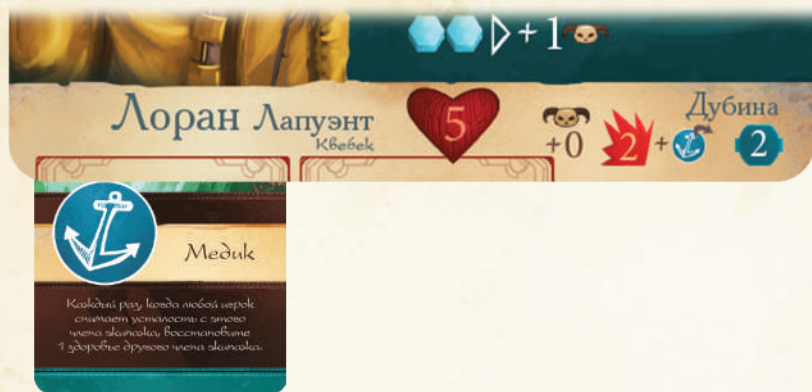 +1
Лоран Лапуэнт
Квебек
5
+0
2
+
Дубина
2
Медик
Каждый раз, когда любой игрок
снимает усталость с этого
члена экипажа, восстановите
1 здоровье другого члена экипажа.